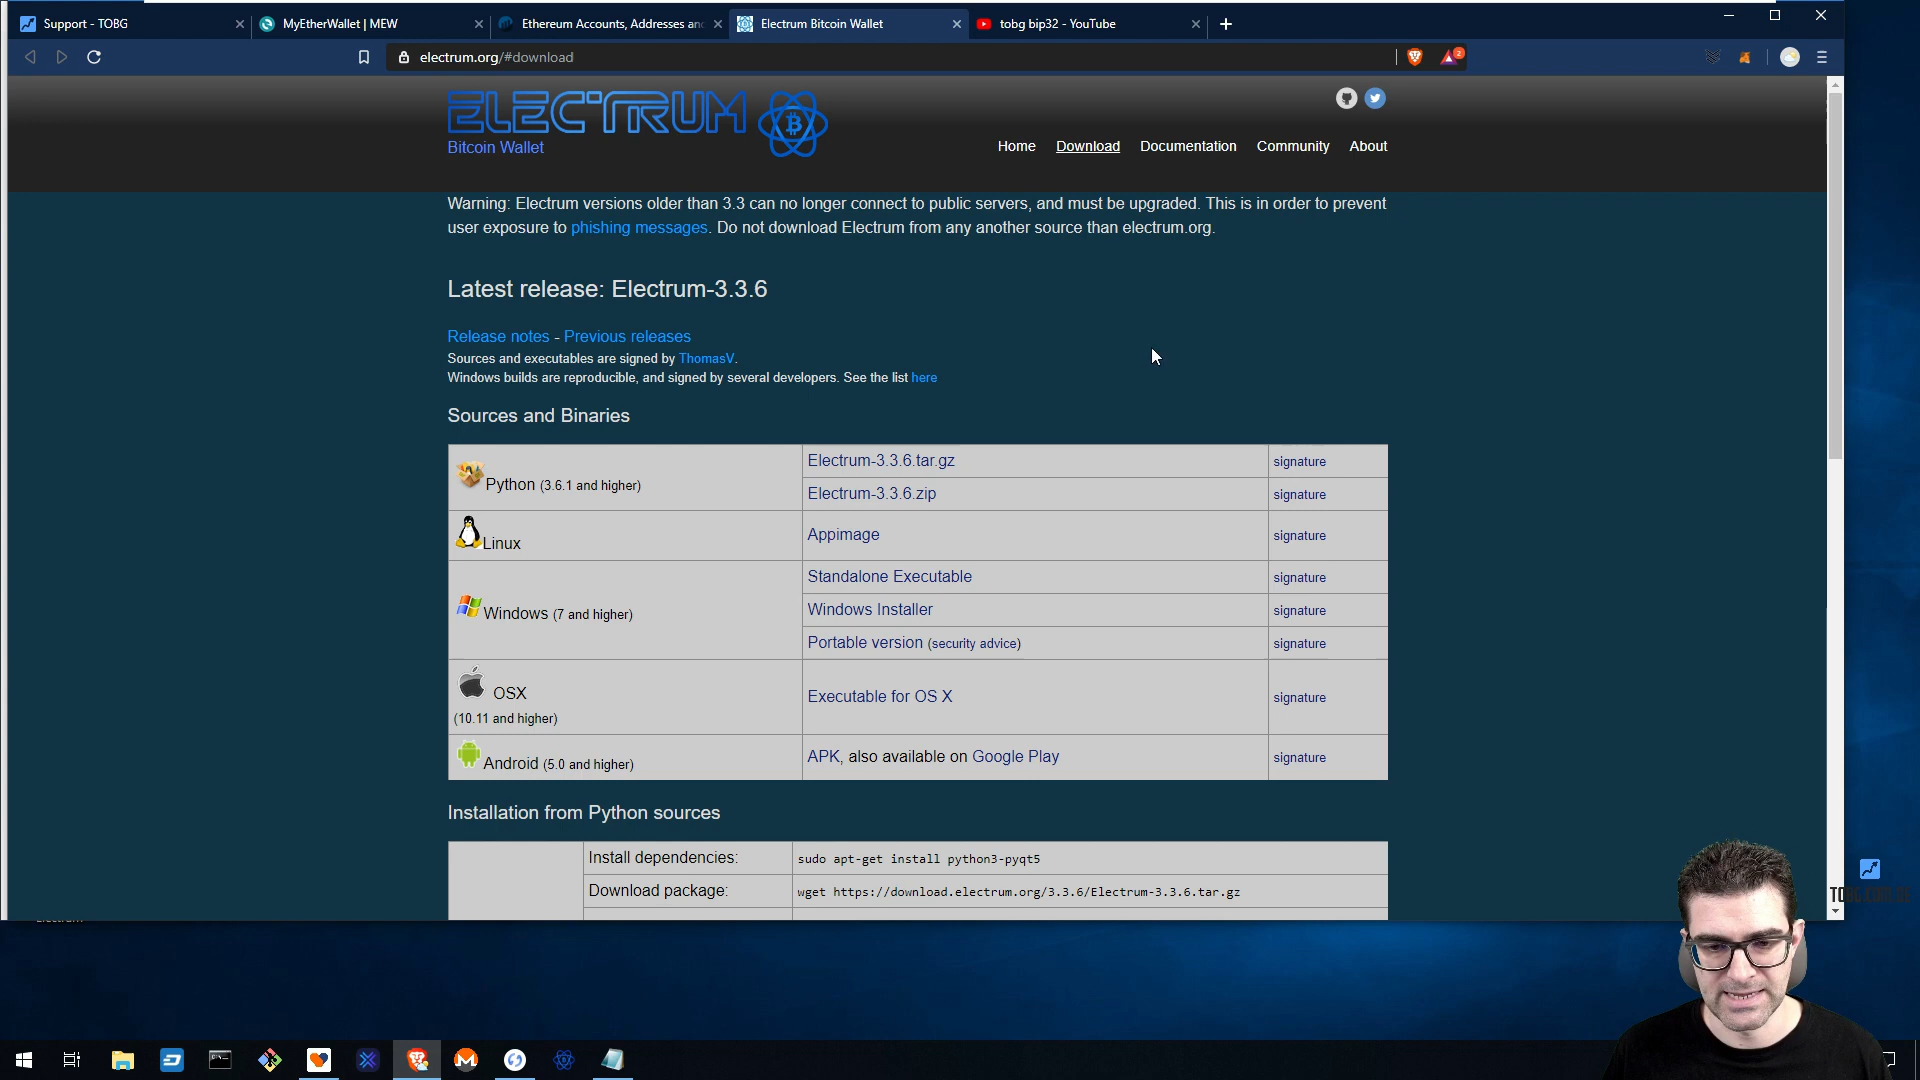 Support - TOBG
MyEtherWallet | MEW
Ethereum Accounts, Addresses and
Electrum Bitcoin Wallet
tobg bip32 - YouTube
electrum.org/#download
2
ELECTRUM
Bitcoin Wallet
Home
Download
Documentation
Community
About
Warning: Electrum versions older than 3.3 can no longer connect to public servers, and must be upgraded. This is in order to prevent
user exposure to phishing messages. Do not download Electrum from any another source than electrum.org.
Latest release: Electrum-3.3.6
Release notes - Previous releases
Sources and executables are signed by ThomasV.
Windows builds are reproducible, and signed by several developers. See the list here
Sources and Binaries
Python (3.6.1 and higher)
Electrum-3.3.6.tar.gz
signature
Electrum-3.3.6.zip
signature
Linux
Appimage
signature
Windows (7 and higher)
Standalone Executable
signature
Windows Installer
signature
Portable version (security advice)
signature
OSX
(10.11 and higher)
Executable for OS X
signature
Android (5.0 and higher)
APK, also available on Google Play
signature
Installation from Python sources
Install dependencies:
sudo apt-get install python3-pyqt5
Download package:
wget https://download.electrum.org/3.3.6/Electrum-3.3.6.tar.gz